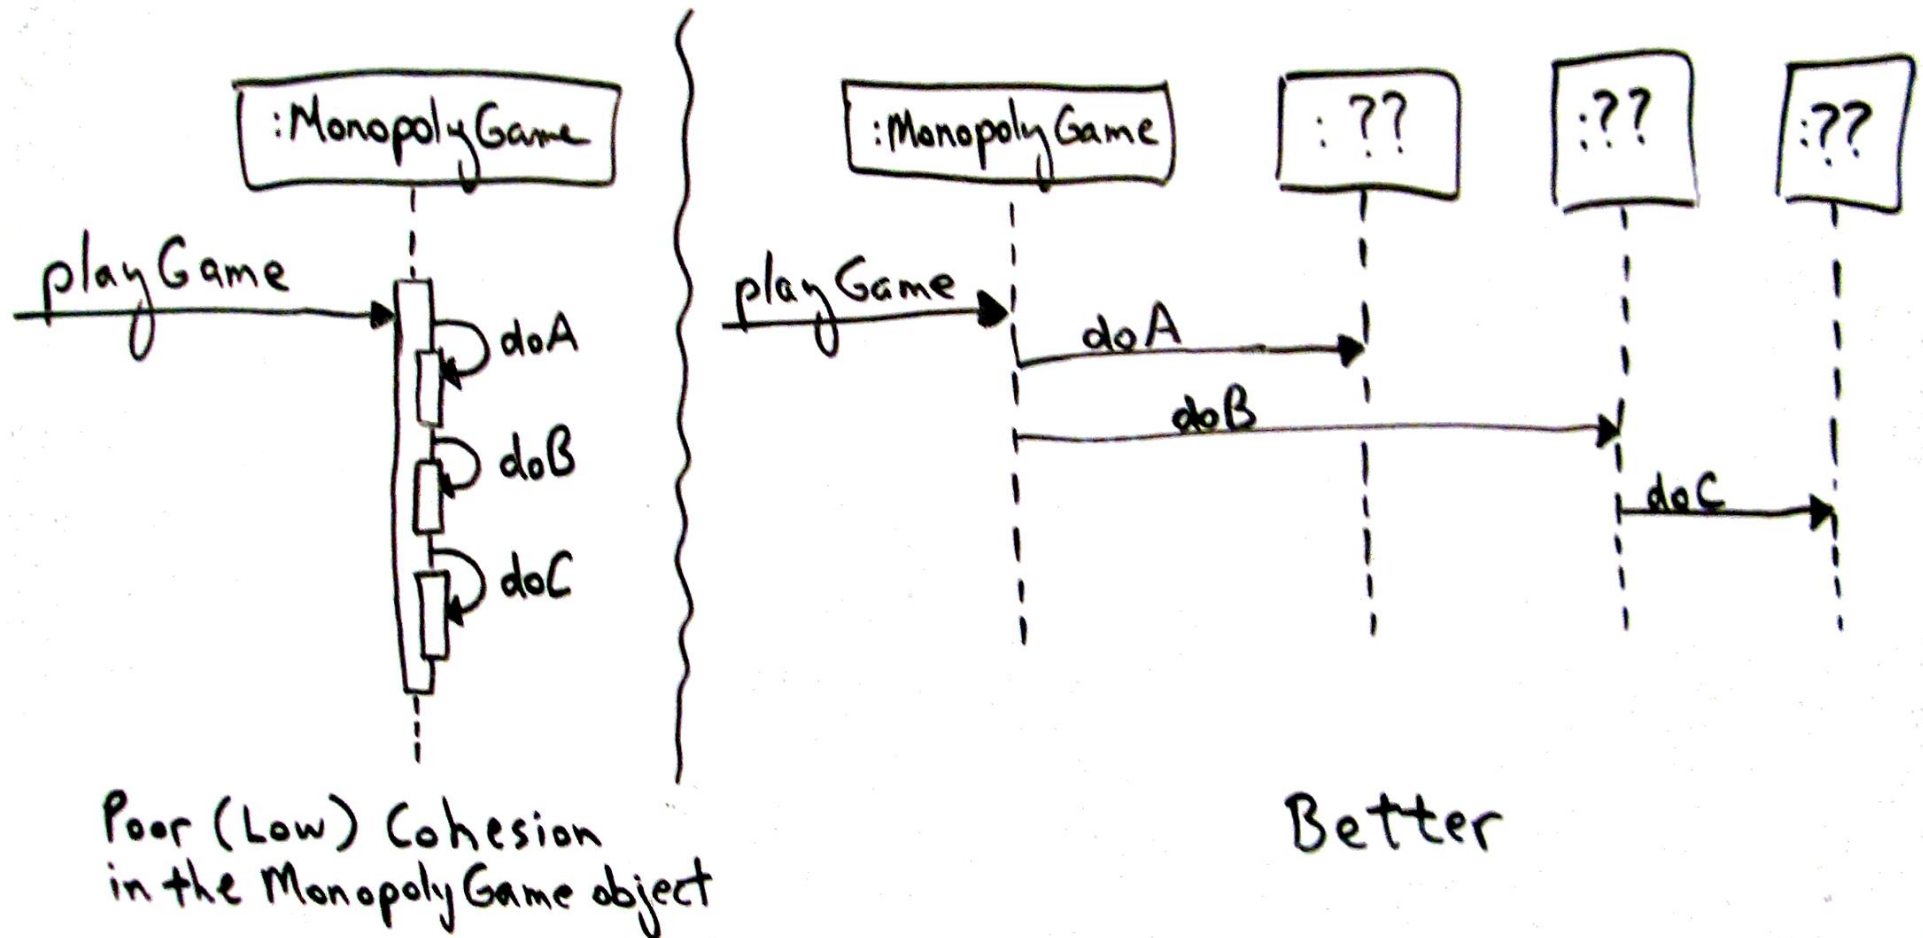 :MonopolyGame
playGame
doA
doB
doC
Poor (Low) Cohesion
in the MonopolyGame object
:MonopolyGame
: ??
:??
:??
playGame
doA
doB
doC
Better